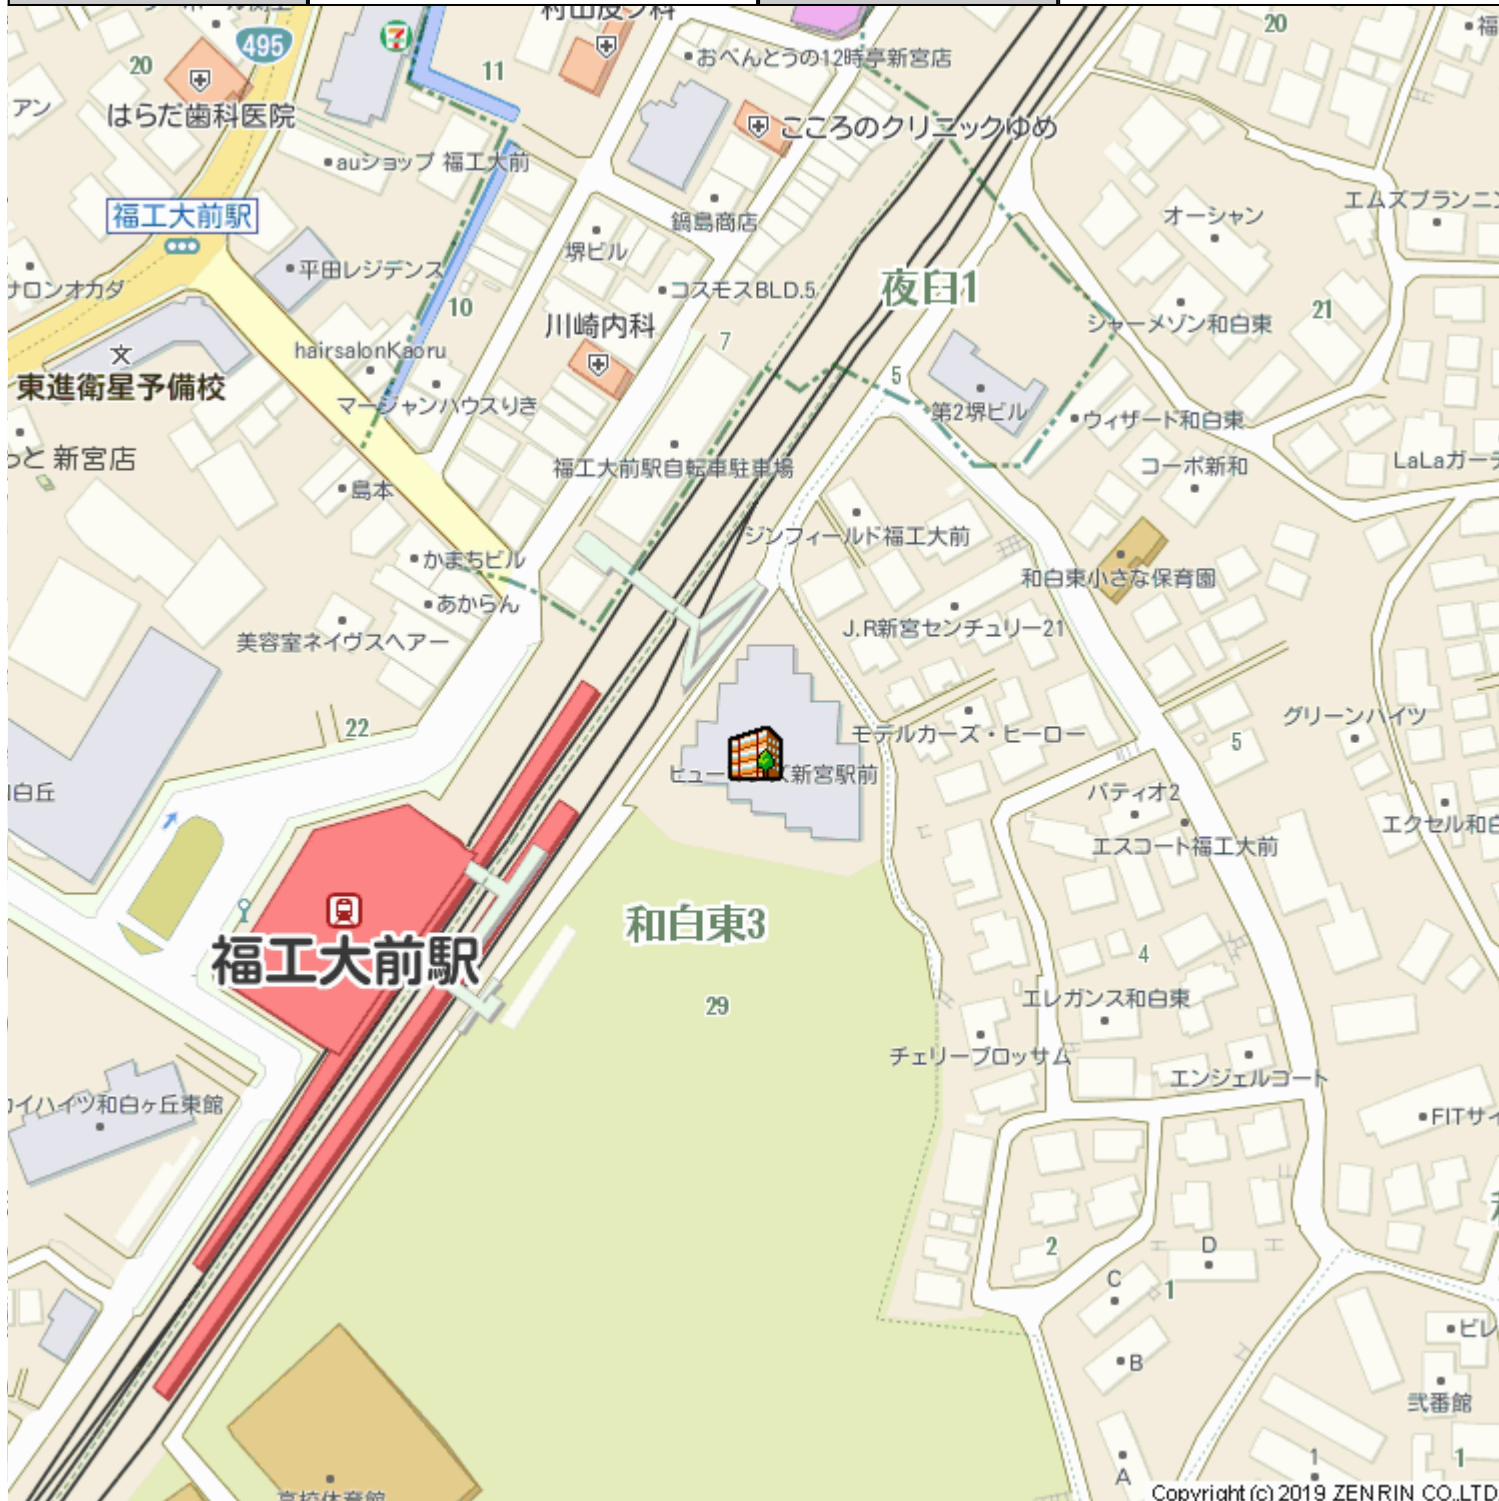 20
495
11
おべんとうの12時亭新宮店
20
アン
はらだ歯科医院
こころのクリニックゆめ
auショップ 福工大前
エムズプランニン
福工大前駅
鍋島商店
オーシャン
堺ビル
平田レジデンス
サロンオカダ
コスモスBLD.5
夜臼1
10
川崎内科
7
シャーメゾン和白東
21
hairsalonKaoru
東進衛星予備校
5
マージャンハウスりき
第2堺ビル
ウィザード和白東
っと 新宮店
福工大前駅自転車駐車場
コーポ新和
LaLaガーデ
島本
ジンフィールド福工大前
かまちビル
和白東小さな保育園
あからん
美容室ネイヴスヘアー
J.R新宮センチュリー21
22
モデルカーズ・ヒーロー
グリーンハイツ
5
ズ新宮駅前
白丘
パティオ2
エスコート福工大前
エクセル和白
和白東3
福工大前駅
4
29
エレガンス和白東
チェリーブロッサム
エンジェルコート
イハイツ和白ヶ丘東館
FITサイ
2
D
C
1
ビレ
B
弐番館
A
1
1
高校体育館
Copyright (c) 2019 ZENRIN CO.,LTD